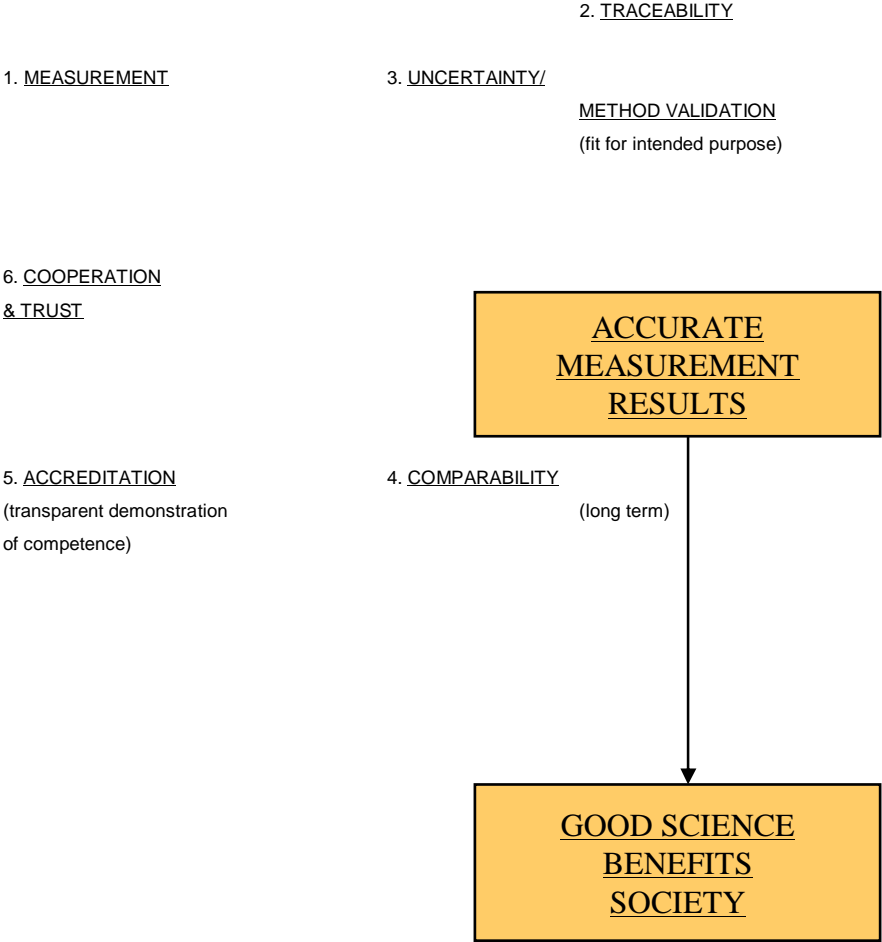 2. TRACEABILITY
1. MEASUREMENT
3. UNCERTAINTY/
METHOD VALIDATION
(fit for intended purpose)
6. COOPERATION
& TRUST
ACCURATE
MEASUREMENT
RESULTS
5. ACCREDITATION
(transparent demonstration
of competence)
4. COMPARABILITY
(long term)
GOOD SCIENCE
BENEFITS
SOCIETY